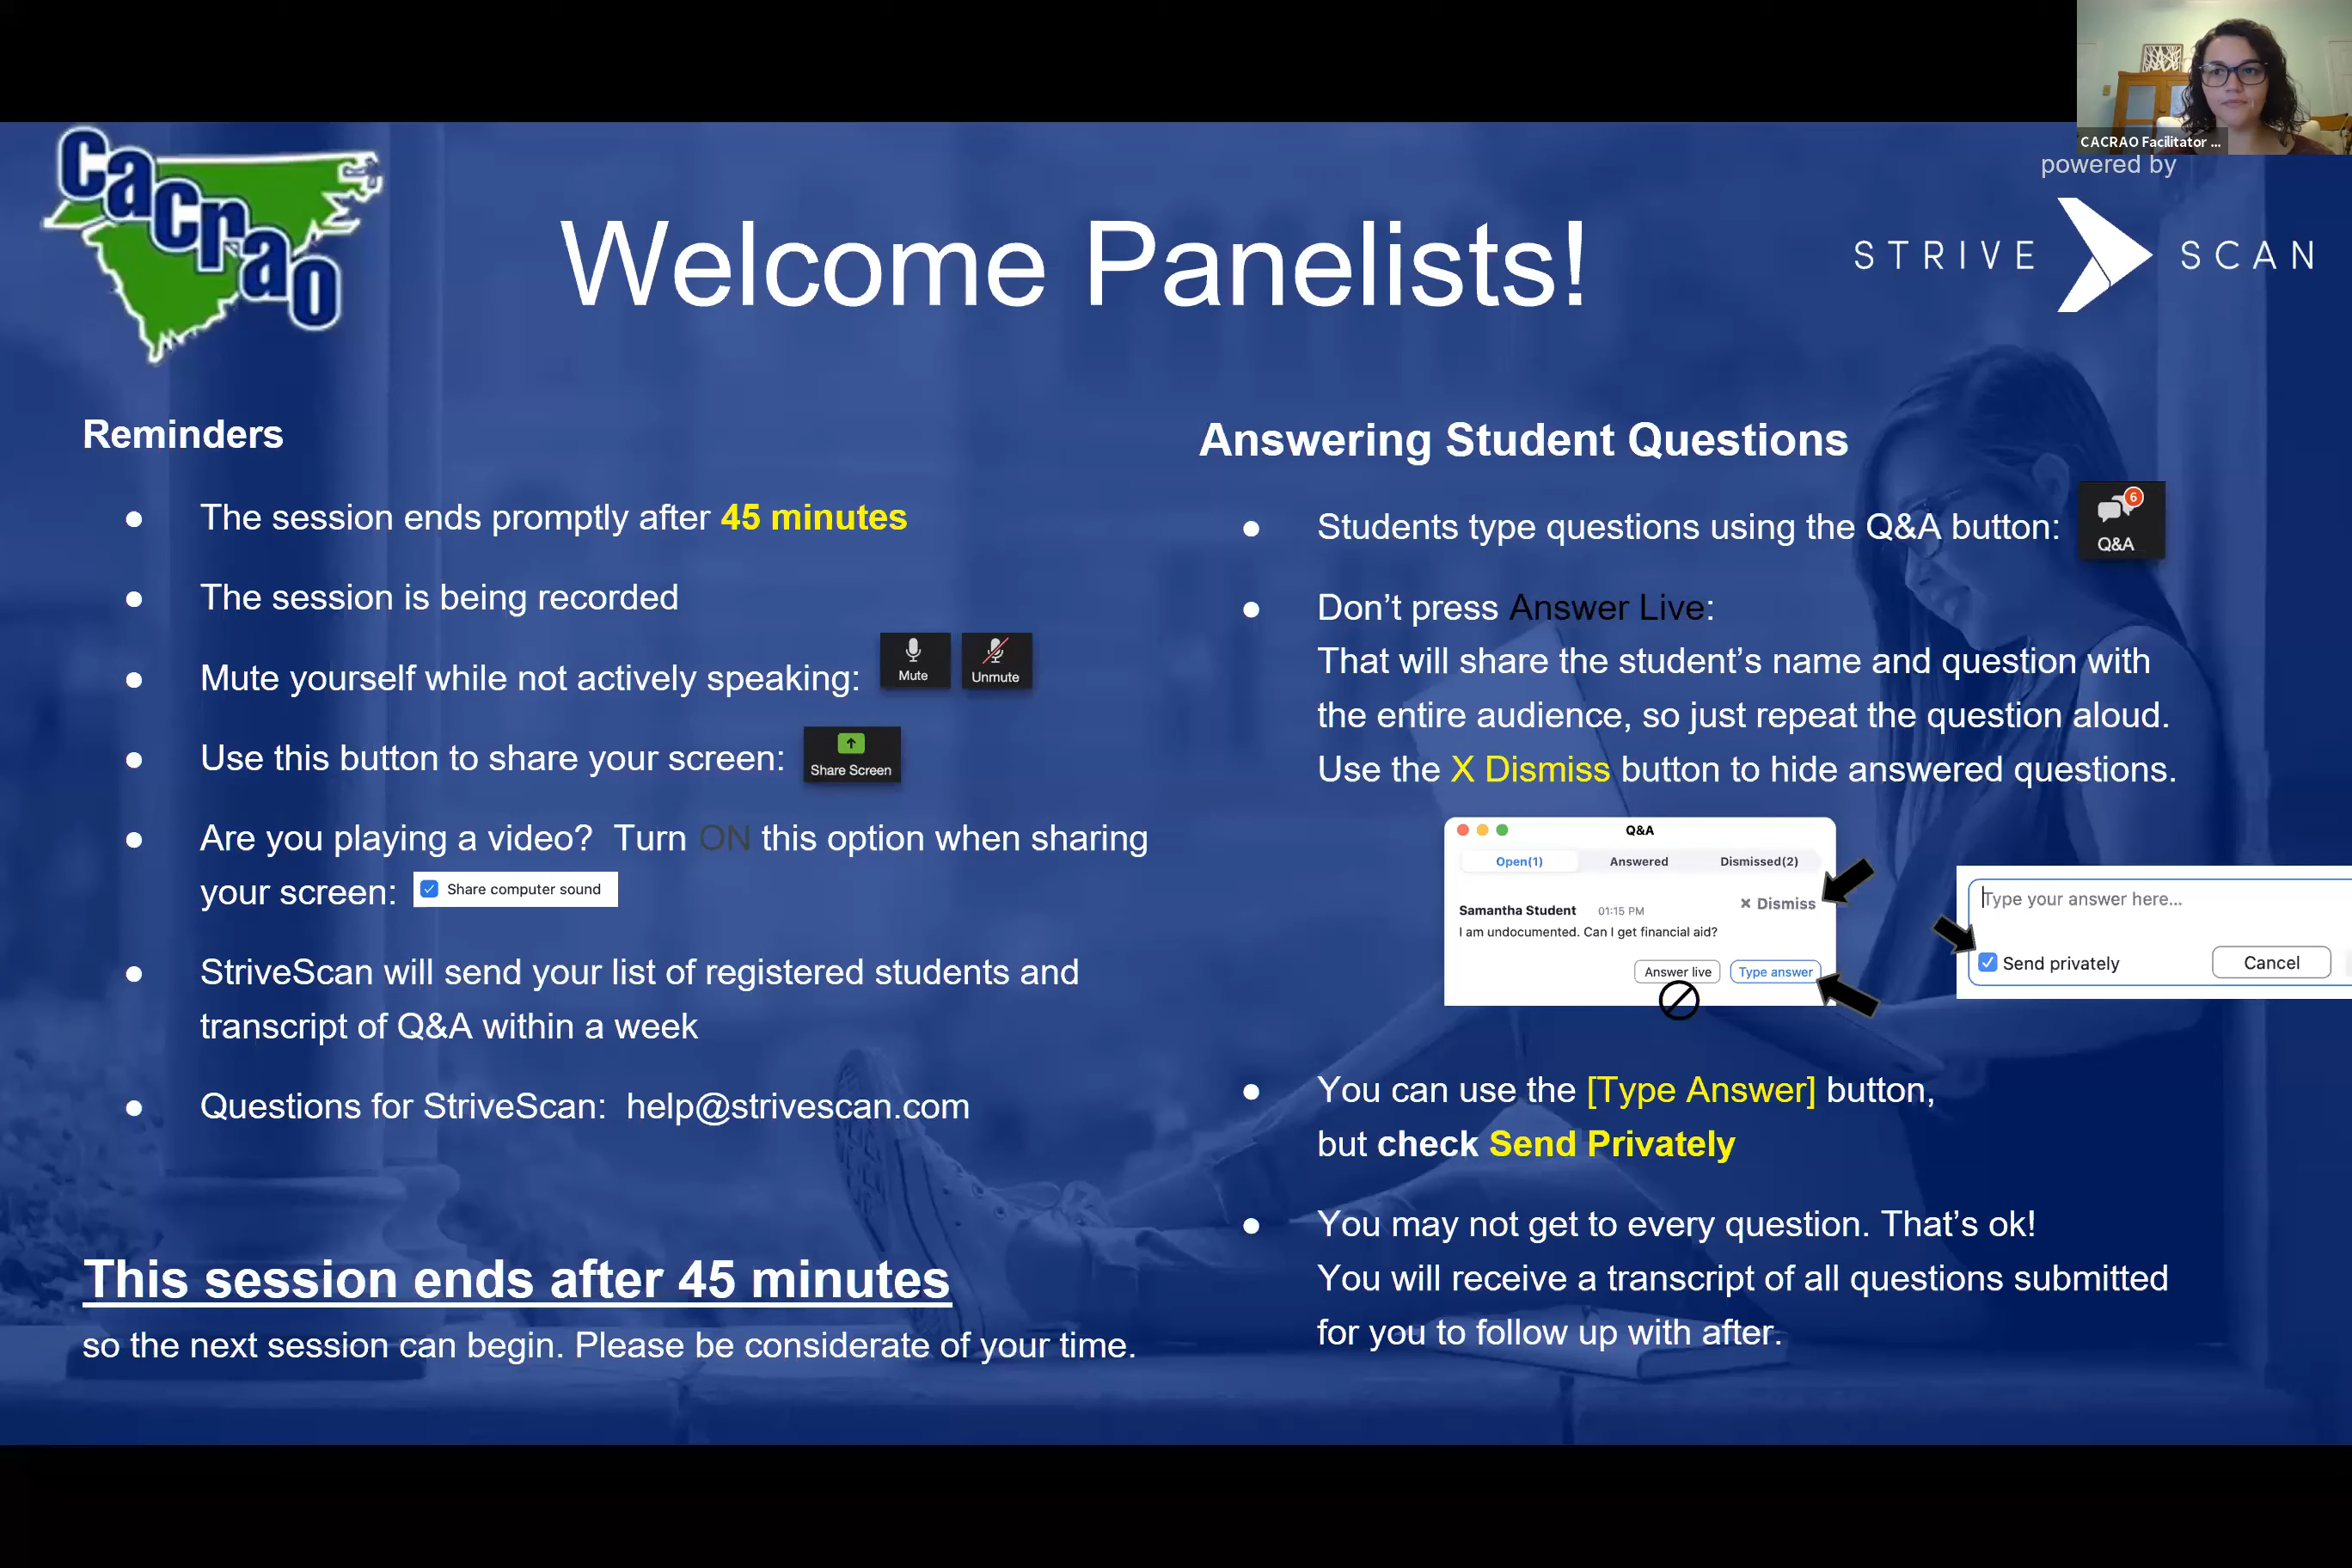 CACRAO Facilitator ...
powered by
Cacrao
Welcome Panelists!
STRIVE SCAN
Reminders
● The session ends promptly after 45 minutes
● The session is being recorded
● Mute yourself while not actively speaking: Mute Unmute
● Use this button to share your screen: Share Screen
● Are you playing a video? Turn ON this option when sharing
your screen: Share computer sound
● StriveScan will send your list of registered students and
transcript of Q&A within a week
● Questions for StriveScan: help@strivescan.com
This session ends after 45 minutes
so the next session can begin. Please be considerate of your time.
Answering Student Questions
● Students type questions using the Q&A button: 6 Q&A
● Don't press Answer Live:
That will share the student's name and question with
the entire audience, so just repeat the question aloud.
Use the X Dismiss button to hide answered questions.
Q&A
Open(1) Answered Dismissed(2)
× Dismiss
Samantha Student 01:15 PM
I am undocumented. Can I get financial aid?
Answer live Type answer
Type your answer here...
Send privately Cancel
● You can use the [Type Answer] button,
but check Send Privately
● You may not get to every question. That's ok!
You will receive a transcript of all questions submitted
for you to follow up with after.